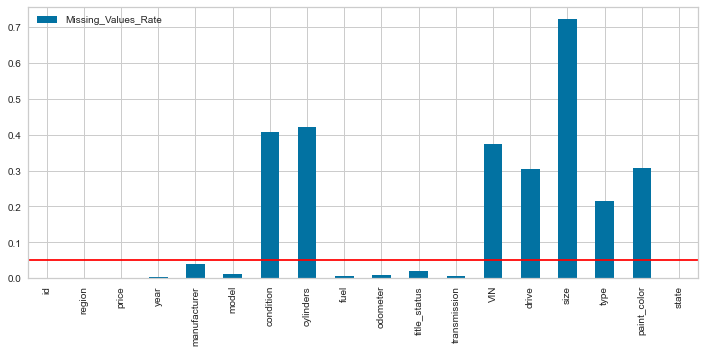 Missing_Values_Rate
0.7
0.6
0.5
0.4
0.3
0.2
0.1
0.0
id
region
price
year
manufacturer
model
condition
cylinders
fuel
odometer
title_status
transmission
VIN
drive
size
type
paint_color
state